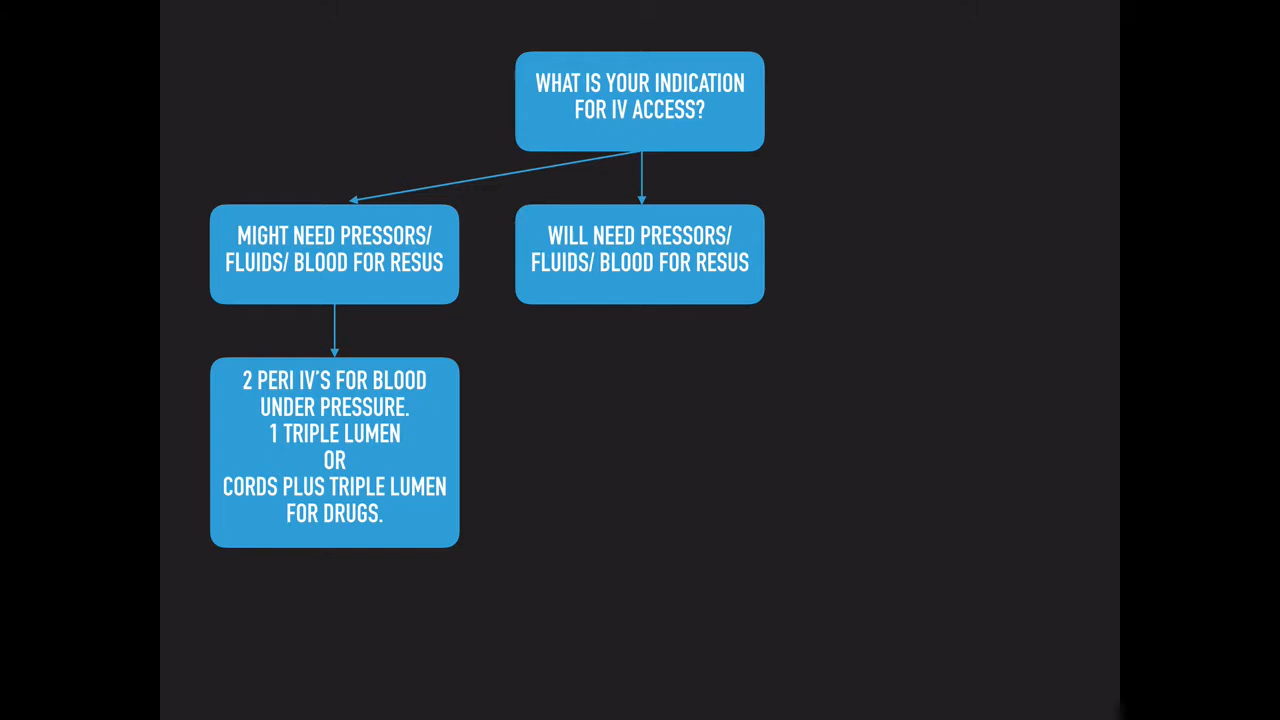 WHAT IS YOUR INDICATION
FOR IV ACCESS?
MIGHT NEED PRESSORS/
FLUIDS/ BLOOD FOR RESUS
WILL NEED PRESSORS/
FLUIDS/ BLOOD FOR RESUS
2 PERI IV'S FOR BLOOD
UNDER PRESSURE.
1 TRIPLE LUMEN
OR
CORDS PLUS TRIPLE LUMEN
FOR DRUGS.